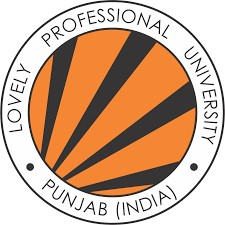 LOVELY PROFESSIONAL UNIVERSITY
PUNJAB (INDIA)